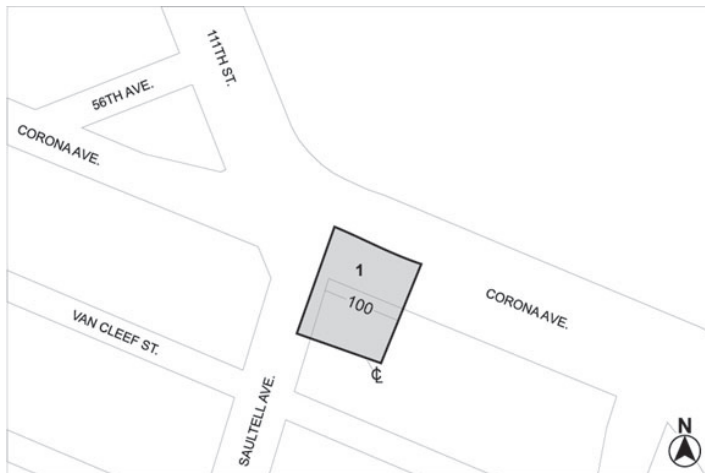 111TH ST.
56TH AVE.
CORONA AVE.
1
100
CORONA AVE.
VAN CLEEF ST.
℄
SAULTELL AVE.
N